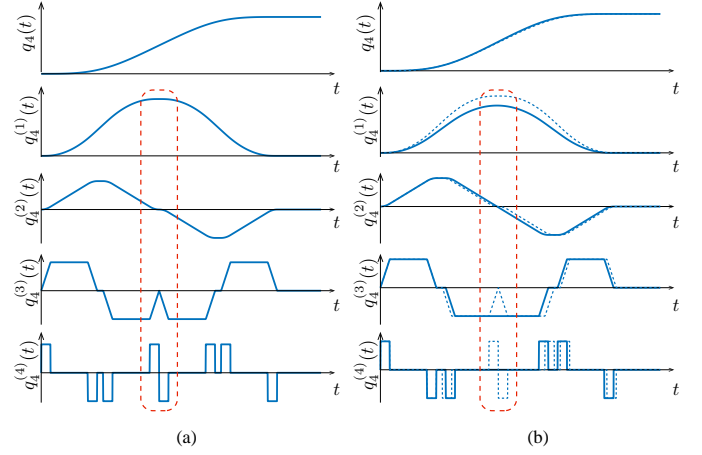 q₄(t)
t
q₄⁽¹⁾(t)
t
q₄⁽²⁾(t)
t
q₄⁽³⁾(t)
t
q₄⁽⁴⁾(t)
t
(a)
q₄(t)
t
q₄⁽¹⁾(t)
t
q₄⁽²⁾(t)
t
q₄⁽³⁾(t)
t
q₄⁽⁴⁾(t)
t
(b)